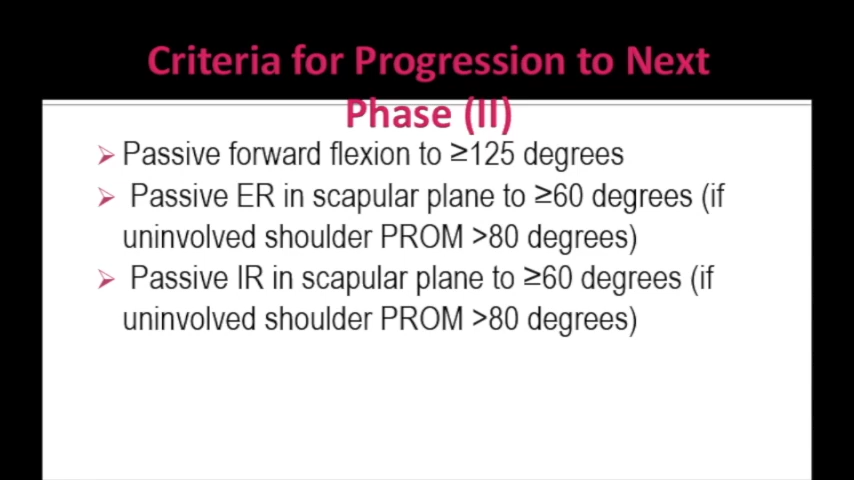 Criteria for Progression to Next
Phase (II)
➢ Passive forward flexion to ≥125 degrees
➢ Passive ER in scapular plane to ≥60 degrees (if
uninvolved shoulder PROM >80 degrees)
➢ Passive IR in scapular plane to ≥60 degrees (if
uninvolved shoulder PROM >80 degrees)